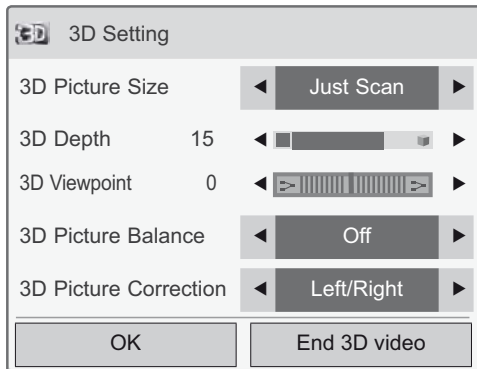 3D 3D Setting
3D Picture Size Just Scan
3D Depth 15
3D Viewpoint 0
3D Picture Balance Off
3D Picture Correction Left/Right
OK End 3D video